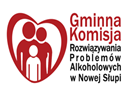 Gminna
Komisja
Rozwiązywania
Problemów
Alkoholowych
w Nowej Słupi